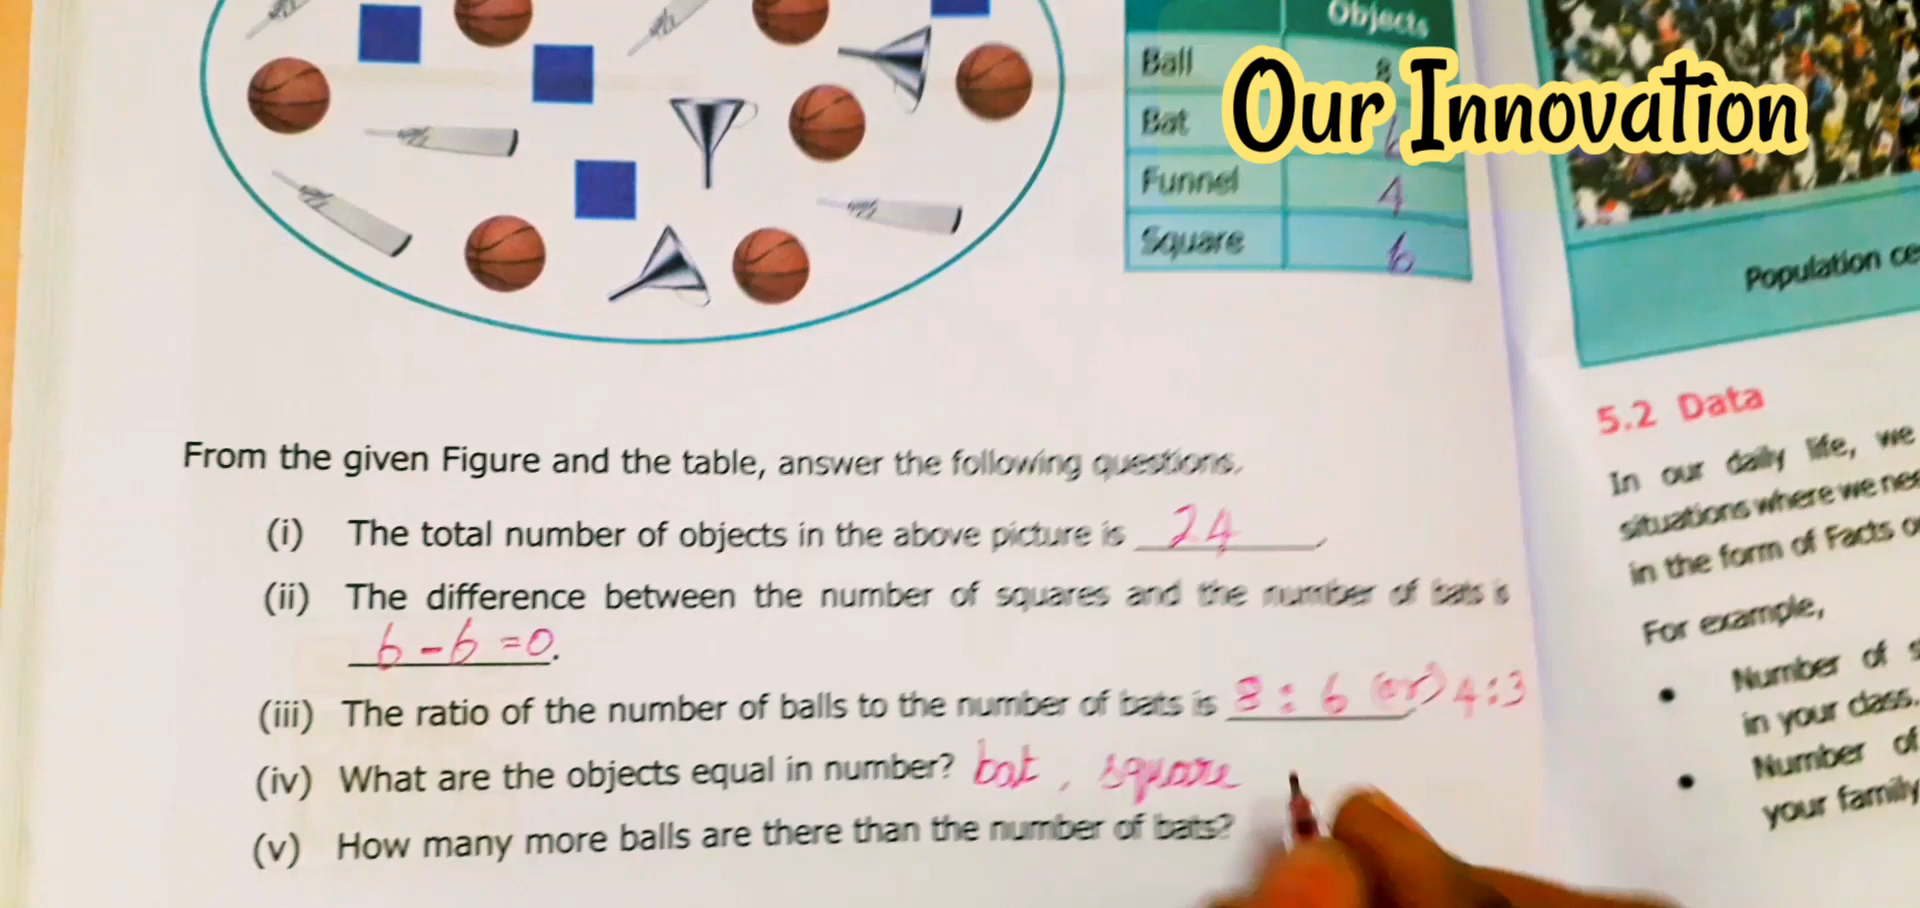 Objects
Ball 8
Our Innovation
Bat
Funnel 4
Square 6
Population ce
From the given Figure and the table, answer the following questions.
(i) The total number of objects in the above picture is 24.
(ii) The difference between the number of squares and the number of bats is
6 - 6 = 0.
(iii) The ratio of the number of balls to the number of bats is 8 : 6 (or) 4 : 3
(iv) What are the objects equal in number? bat, square
(v) How many more balls are there than the number of bats?
5.2 Data
In our daily life, we
situations where we nee
in the form of Facts o
For example,
• Number of s
in your class.
• Number of
your family